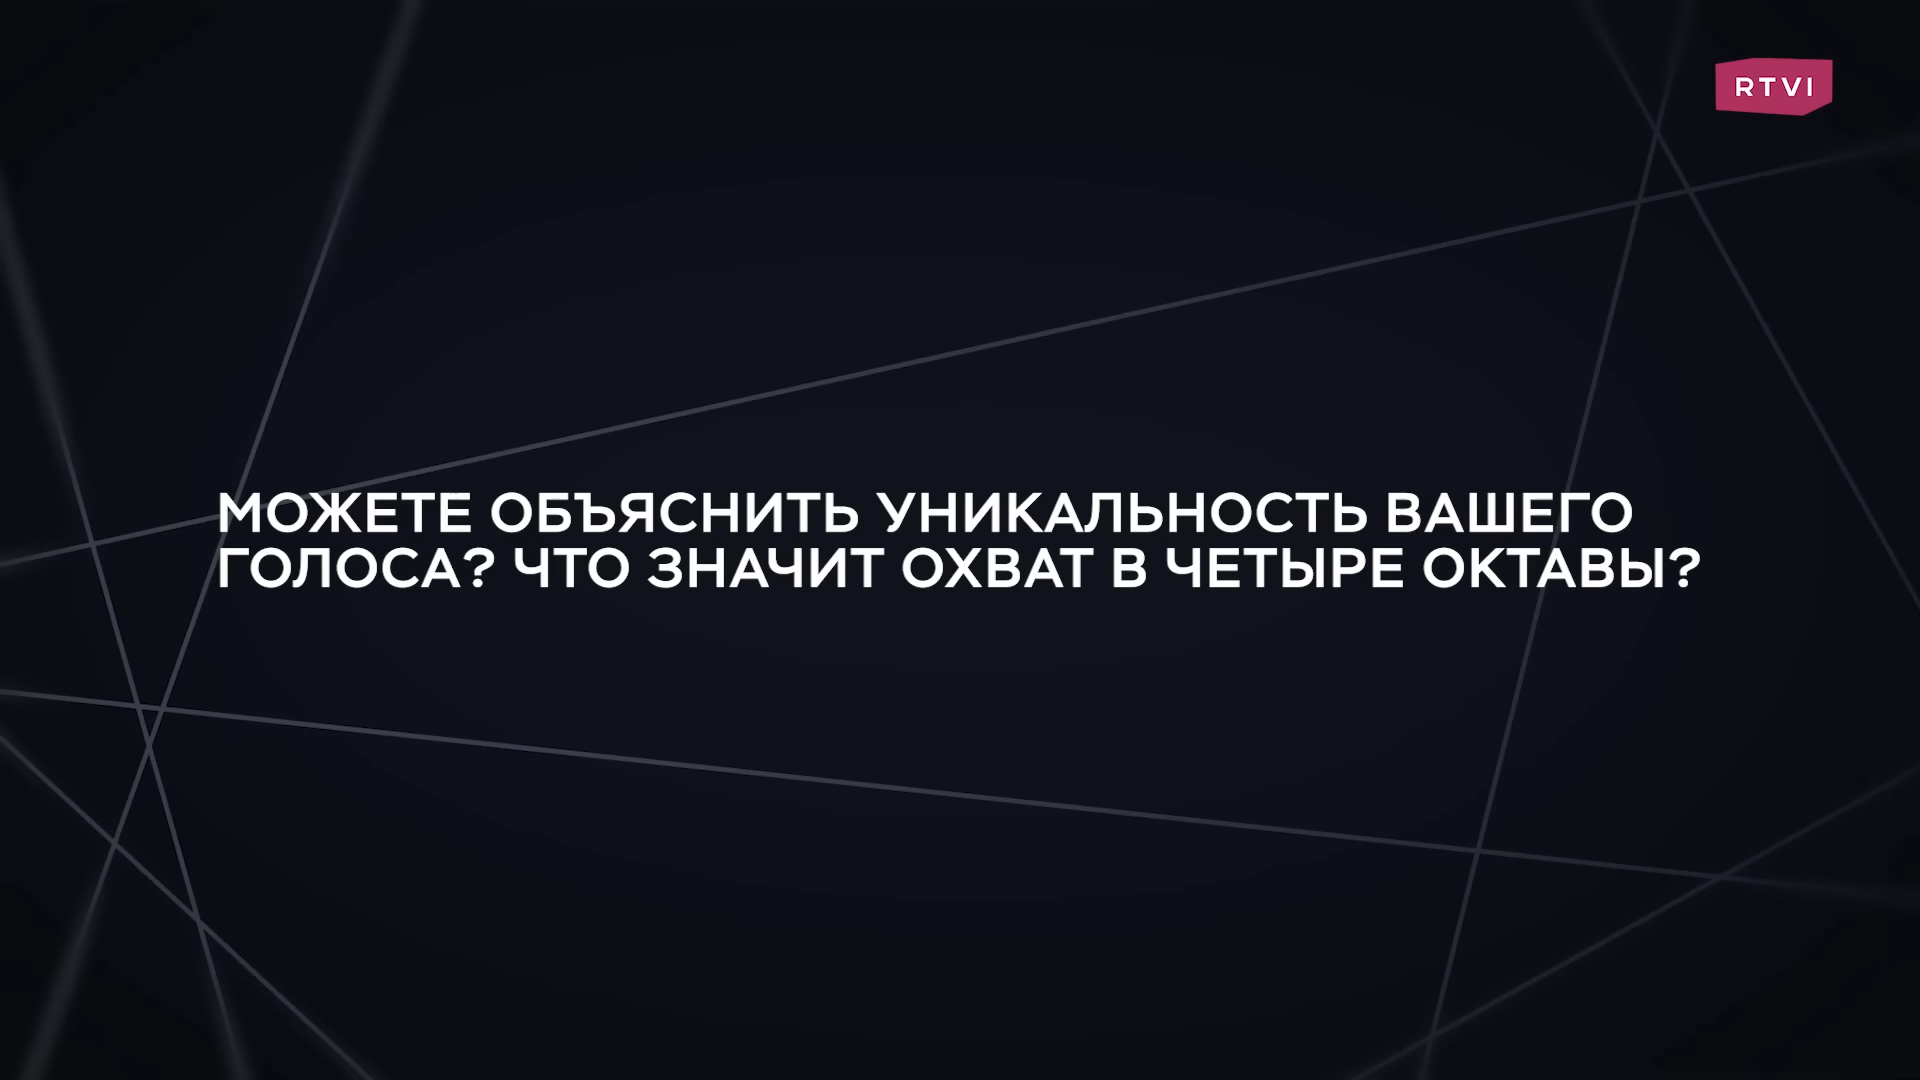 RTVI
МОЖЕТЕ ОБЪЯСНИТЬ УНИКАЛЬНОСТЬ ВАШЕГО
ГОЛОСА? ЧТО ЗНАЧИТ ОХВАТ В ЧЕТЫРЕ ОКТАВЫ?